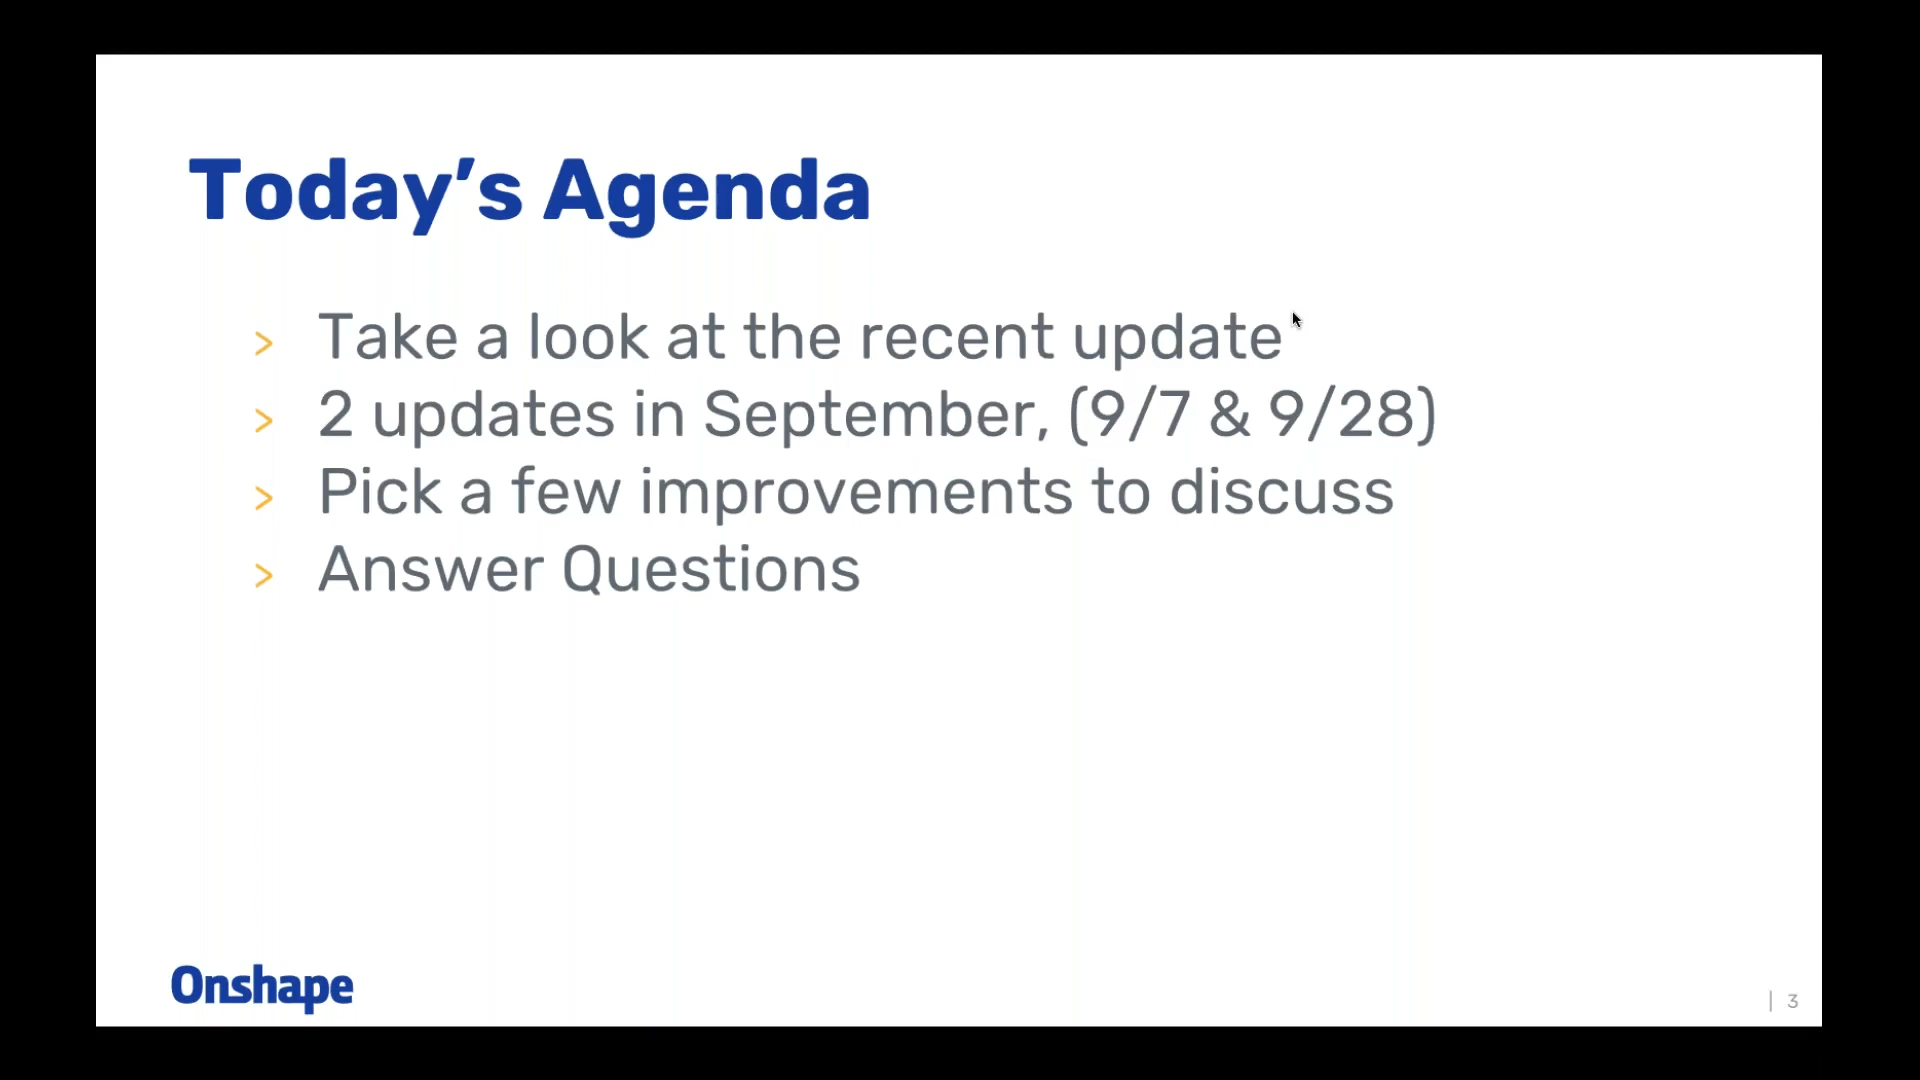 Today’s Agenda
> Take a look at the recent update
> 2 updates in September, (9/7 & 9/28)
> Pick a few improvements to discuss
> Answer Questions
Onshape
| 3